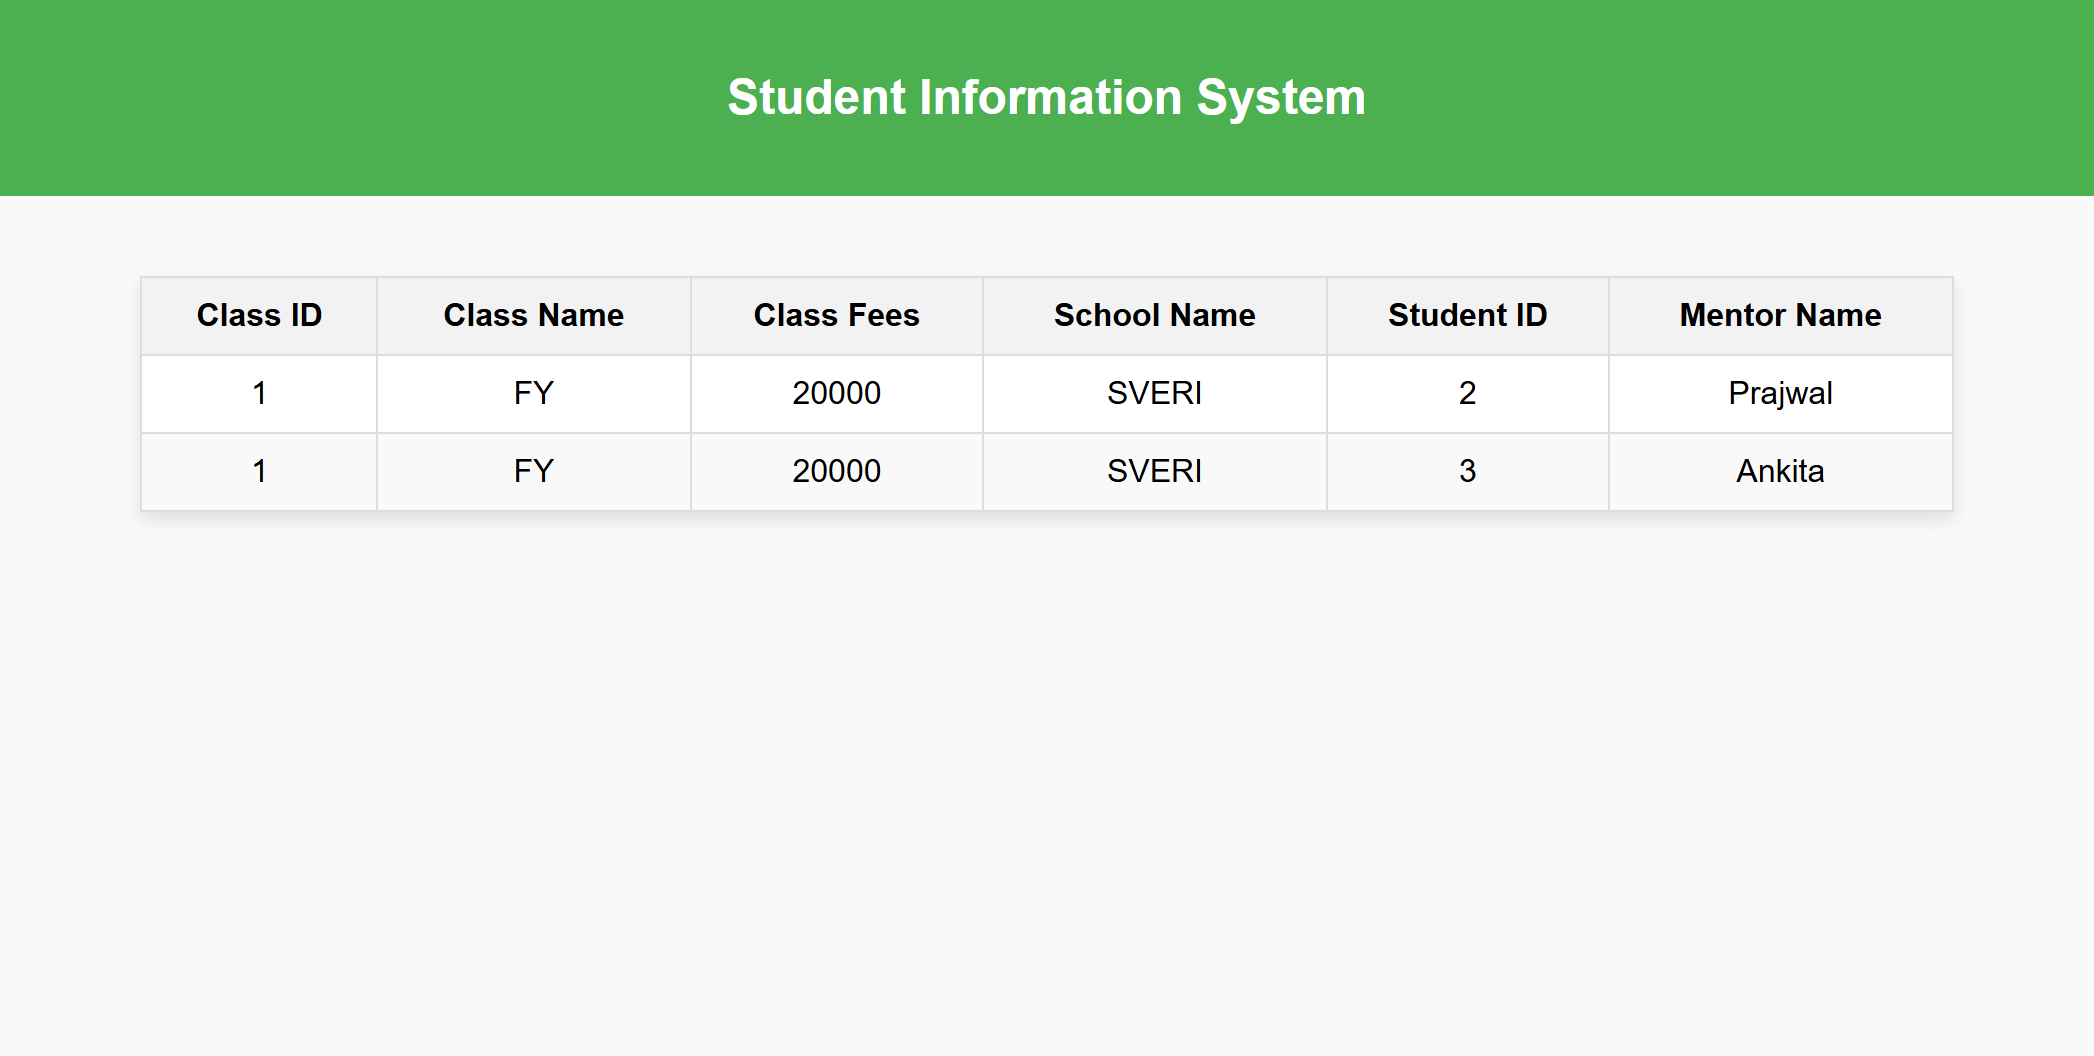 Student Information System
Class ID Class Name Class Fees School Name Student ID Mentor Name
1 FY 20000 SVERI 2 Prajwal
1 FY 20000 SVERI 3 Ankita